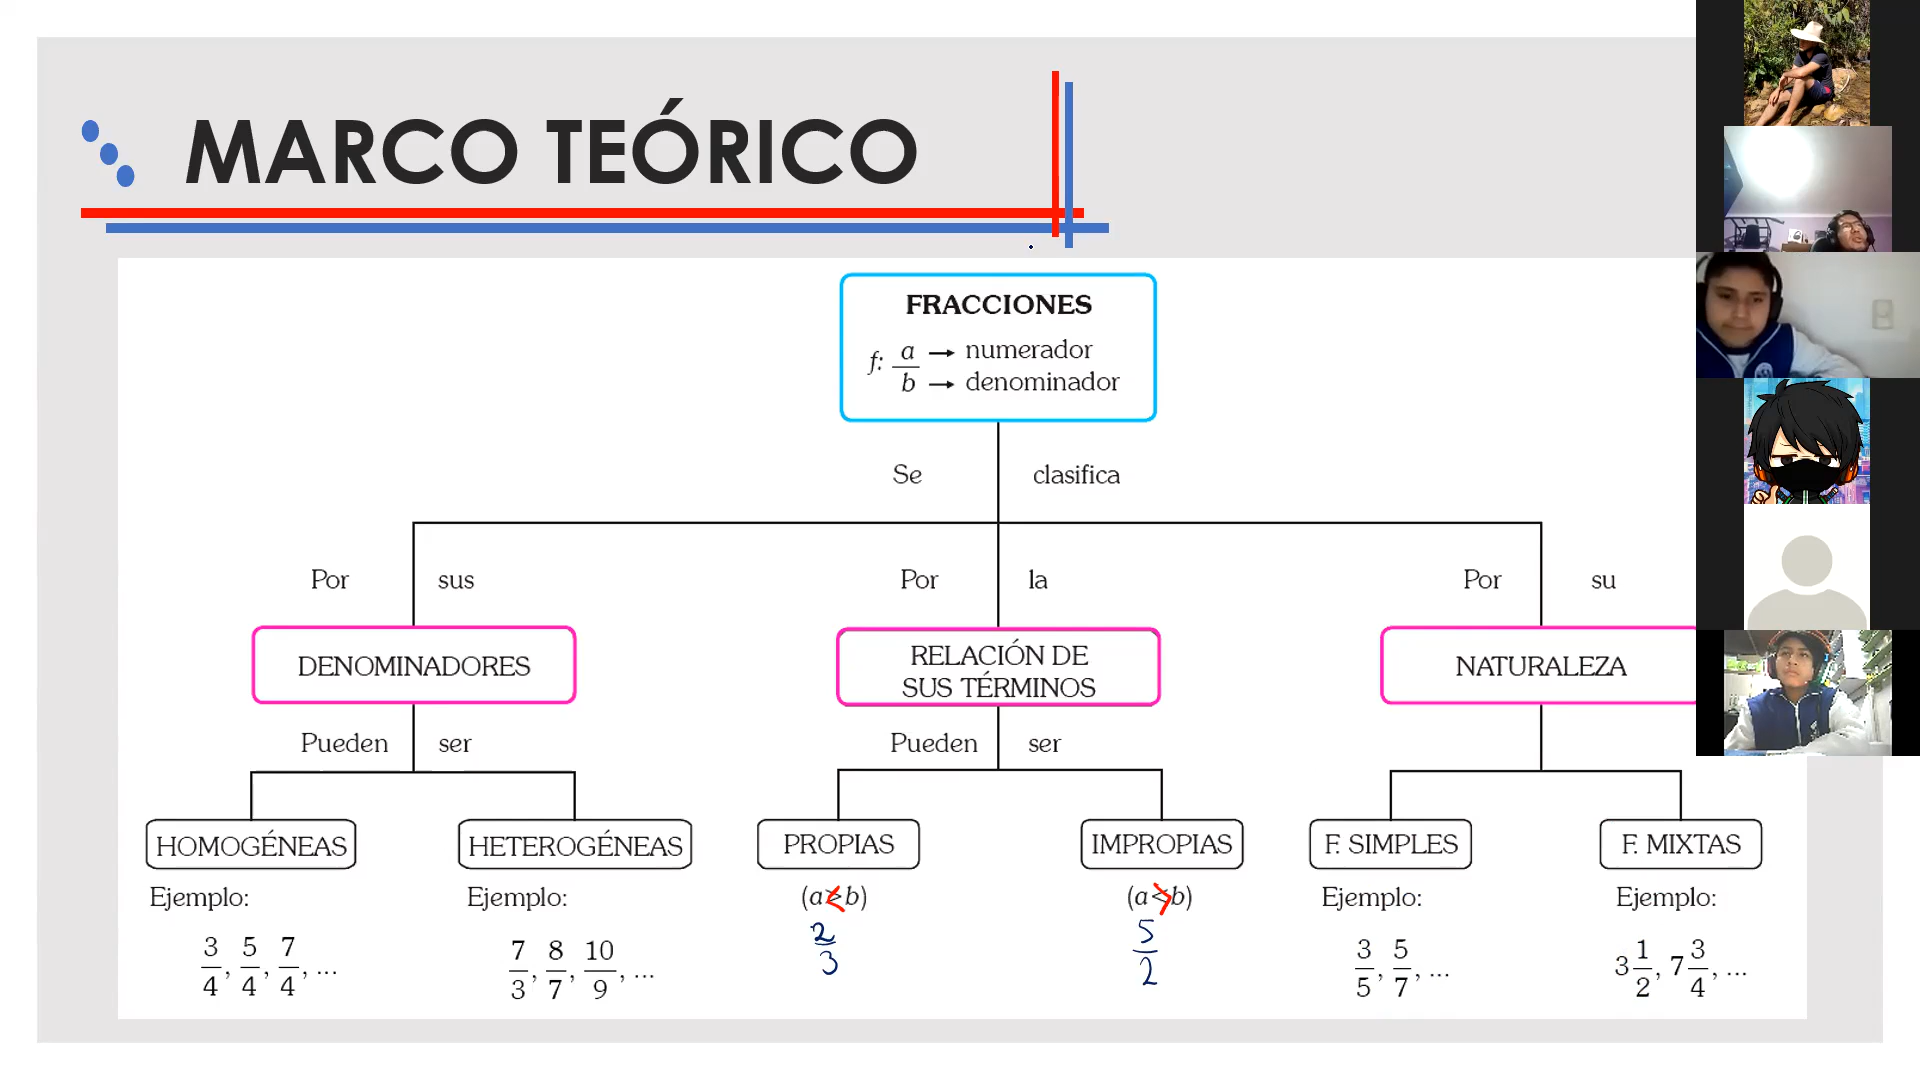 MARCO TEÓRICO
FRACCIONES
f: a/b
a → numerador
b → denominador
Se clasifica
Por sus
Por la
Por su
DENOMINADORES
RELACIÓN DE
SUS TÉRMINOS
NATURALEZA
Pueden ser
Pueden ser
HOMOGÉNEAS
HETEROGÉNEAS
PROPIAS
IMPROPIAS
F. SIMPLES
F. MIXTAS
Ejemplo:
Ejemplo:
(a < b)
(a > b)
Ejemplo:
Ejemplo:
3/4, 5/4, 7/4, ...
7/3, 8/7, 10/9, ...
2/3
5/2
3/5, 5/7, ...
3 1/2, 7 3/4, ...